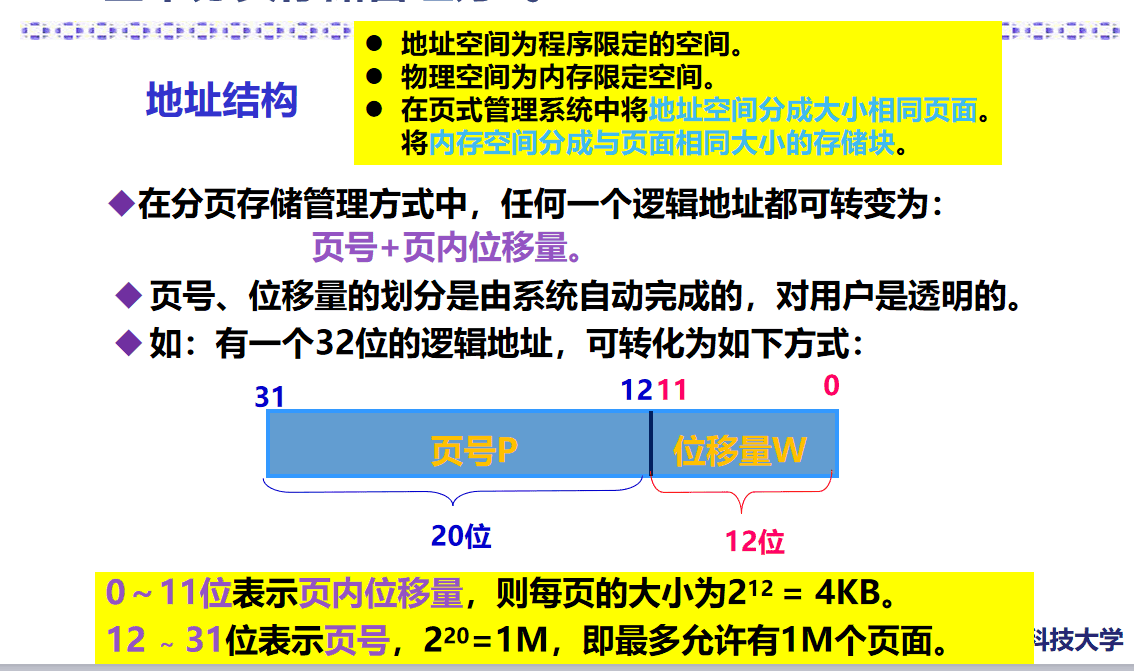 地址空间为程序限定的空间。
物理空间为内存限定空间。
在页式管理系统中将地址空间分成大小相同页面。
将内存空间分成与页面相同大小的存储块。
地址结构
在分页存储管理方式中，任何一个逻辑地址都可转变为：
页号+页内位移量。
页号、位移量的划分是由系统自动完成的，对用户是透明的。
如：有一个32位的逻辑地址，可转化为如下方式：
31 12 11 0
页号P 位移量W
20位 12位
0～11位表示页内位移量，则每页的大小为2¹² = 4KB。
12 ~ 31位表示页号，2²⁰=1M，即最多允许有1M个页面。
科技大学